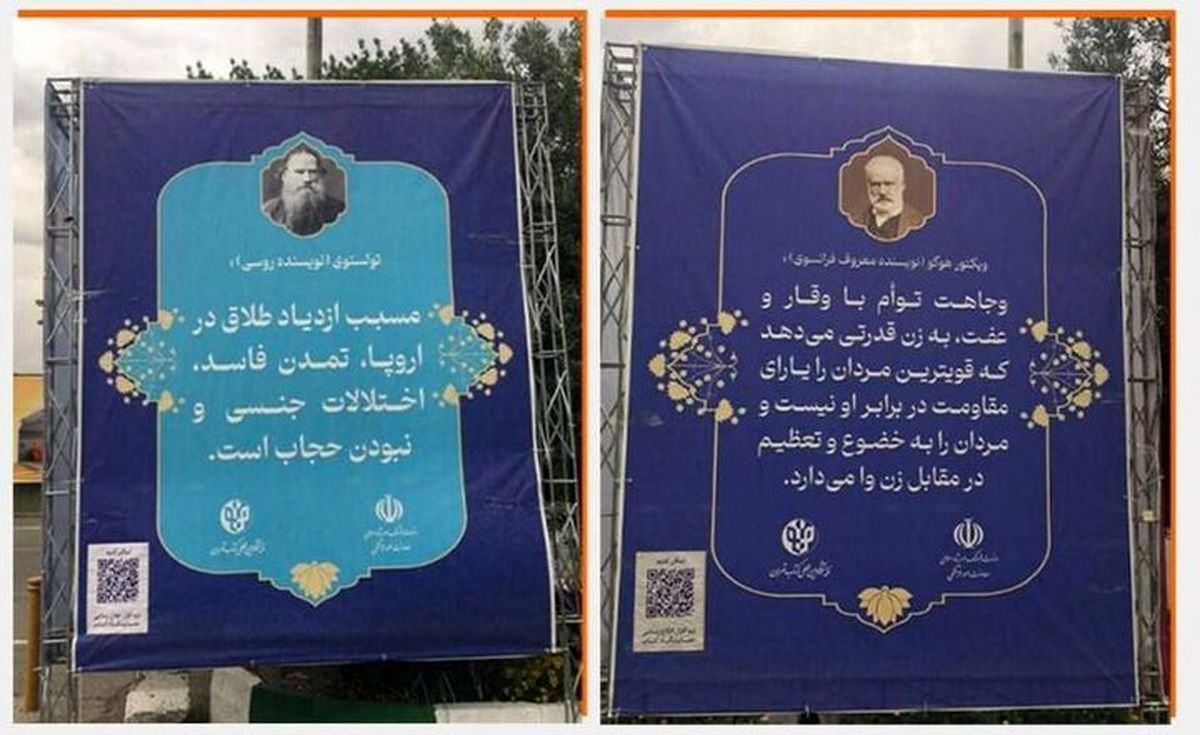 تولستوی (نویسنده روسی):
مسبب ازدیاد طلاق در
اروپا، تمدن فاسد،
اختلالات جنسی و
نبودن حجاب است.
ویکتور هوگو (نویسنده معروف فرانسوی):
وجاهت توأم با وقار و
عفت، به زن قدرتی می‌دهد
که قویترین مردان را یارای
مقاومت در برابر او نیست و
مردان را به خضوع و تعظیم
در مقابل زن وا می‌دارد.